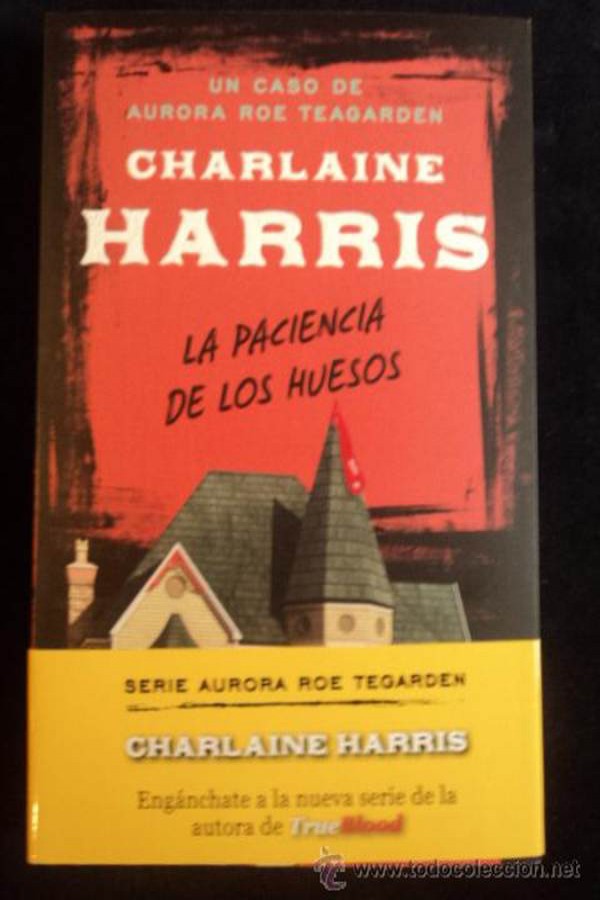 UN CASO DE
AURORA ROE TEAGARDEN
CHARLAINE
HARRIS
LA PACIENCIA
DE LOS HUESOS
SERIE AURORA ROE TEGARDEN
CHARLAINE HARRIS
Engánchate a la nueva serie de la
autora de TrueBlood
www.todocoleccion.net